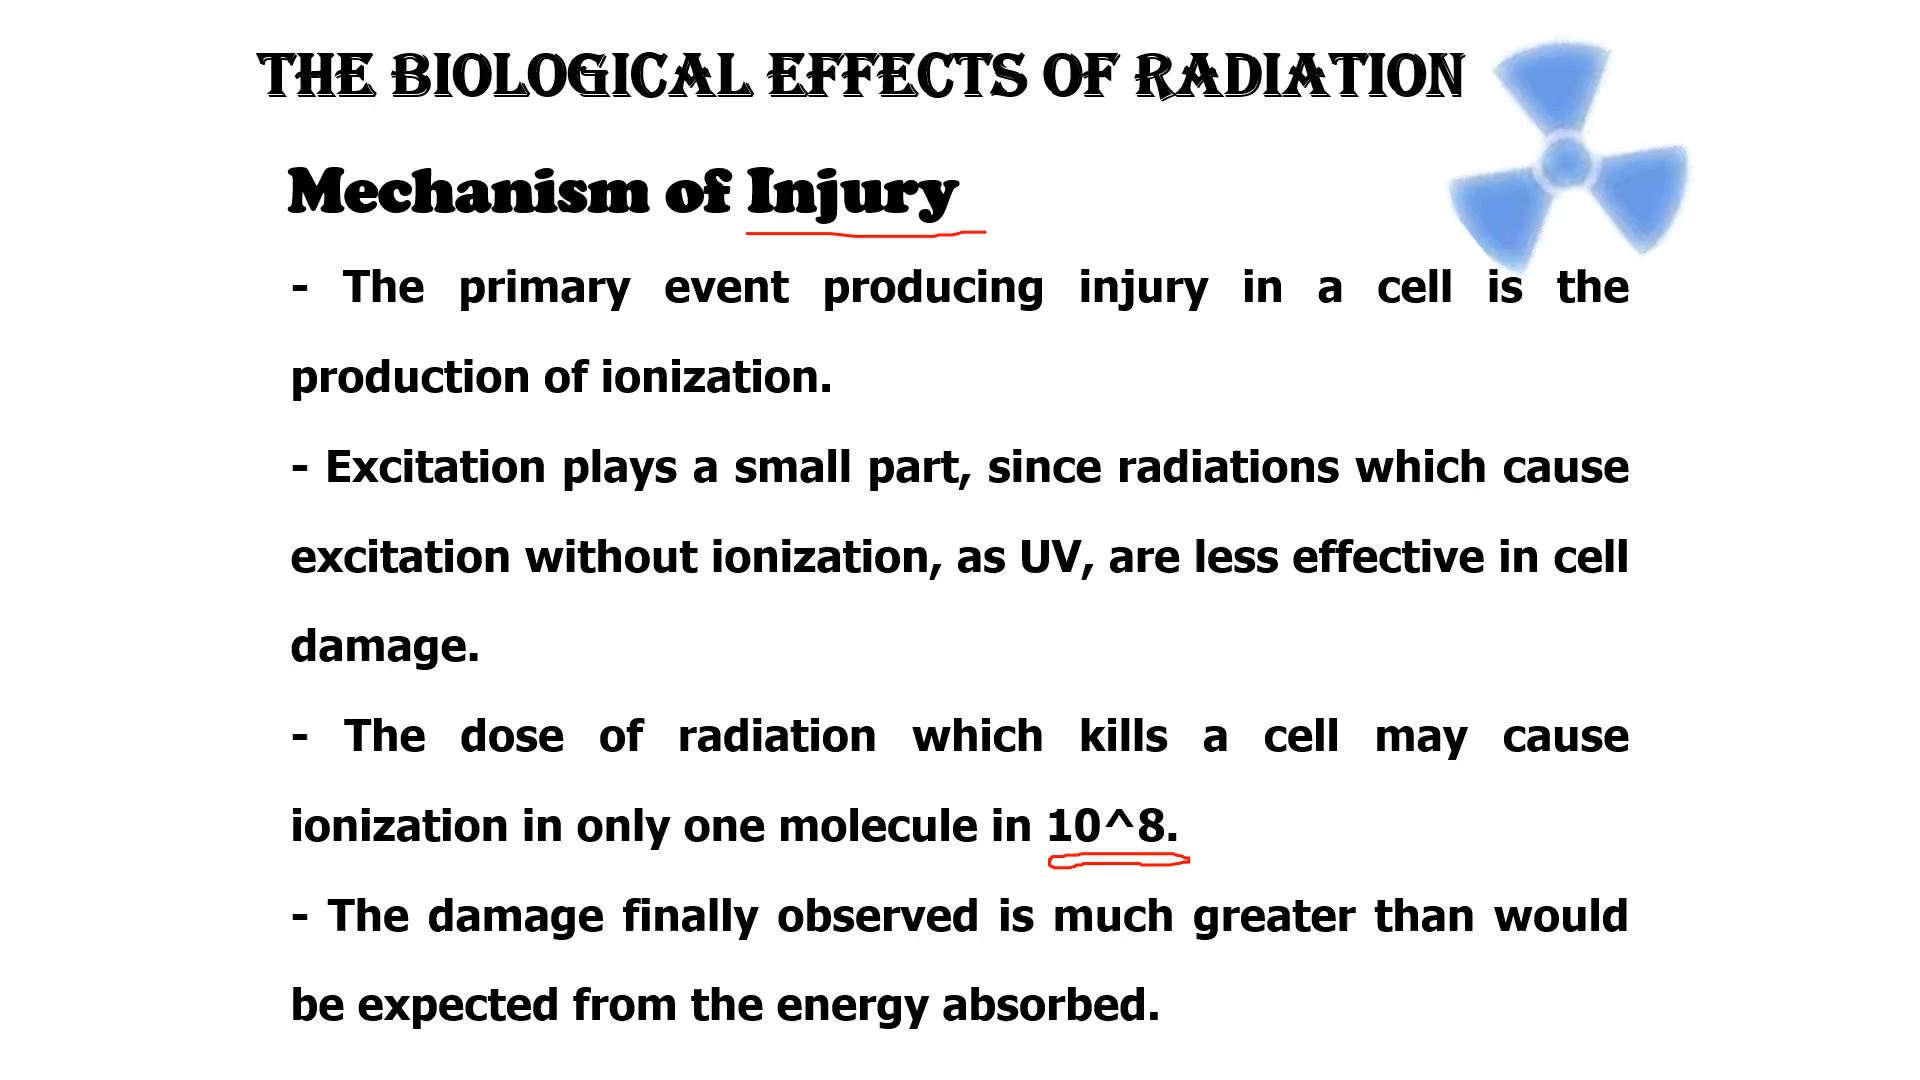 THE BIOLOGICAL EFFECTS OF RADIATION
Mechanism of Injury
- The primary event producing injury in a cell is the
production of ionization.
- Excitation plays a small part, since radiations which cause
excitation without ionization, as UV, are less effective in cell
damage.
- The dose of radiation which kills a cell may cause
ionization in only one molecule in 10^8.
- The damage finally observed is much greater than would
be expected from the energy absorbed.